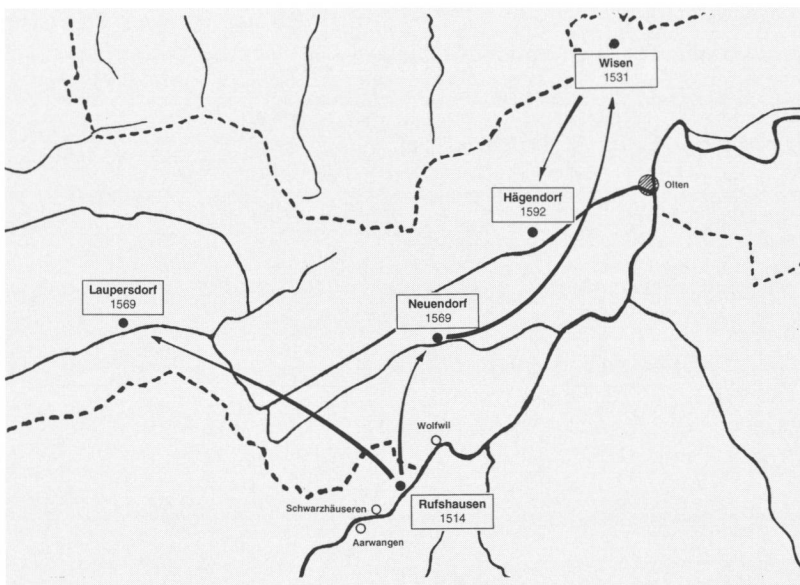 Wisen
1531
Olten
Hägendorf
1592
Laupersdorf
1569
Neuendorf
1569
Wolfwil
Rufshausen
1514
Schwarzhäuseren
Aarwangen